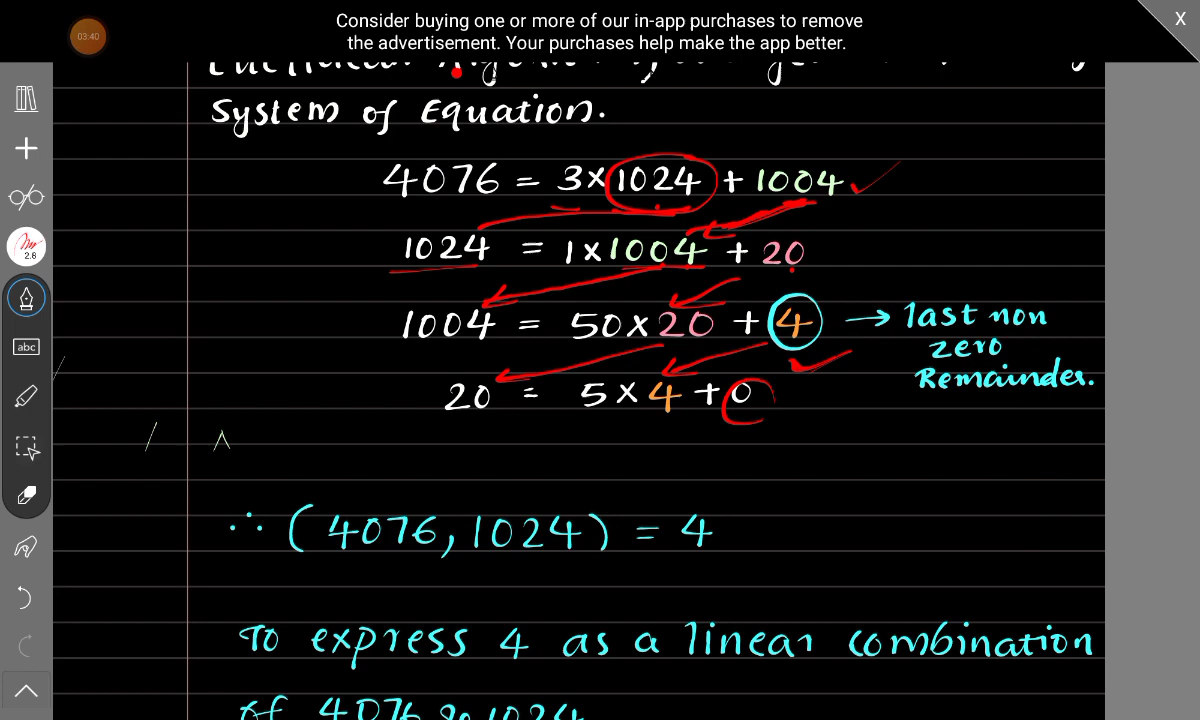 03:40
Consider buying one or more of our in-app purchases to remove
the advertisement. Your purchases help make the app better.
X
System of Equation.
4076 = 3×1024 + 1004
1024 = 1×1004 + 20
1004 = 50×20 + 4 → last non
zero
Remainder.
20 = 5×4+0
2.8
abc
∴ (4076, 1024) = 4
To express 4 as a linear combination
of 4076 & 1024